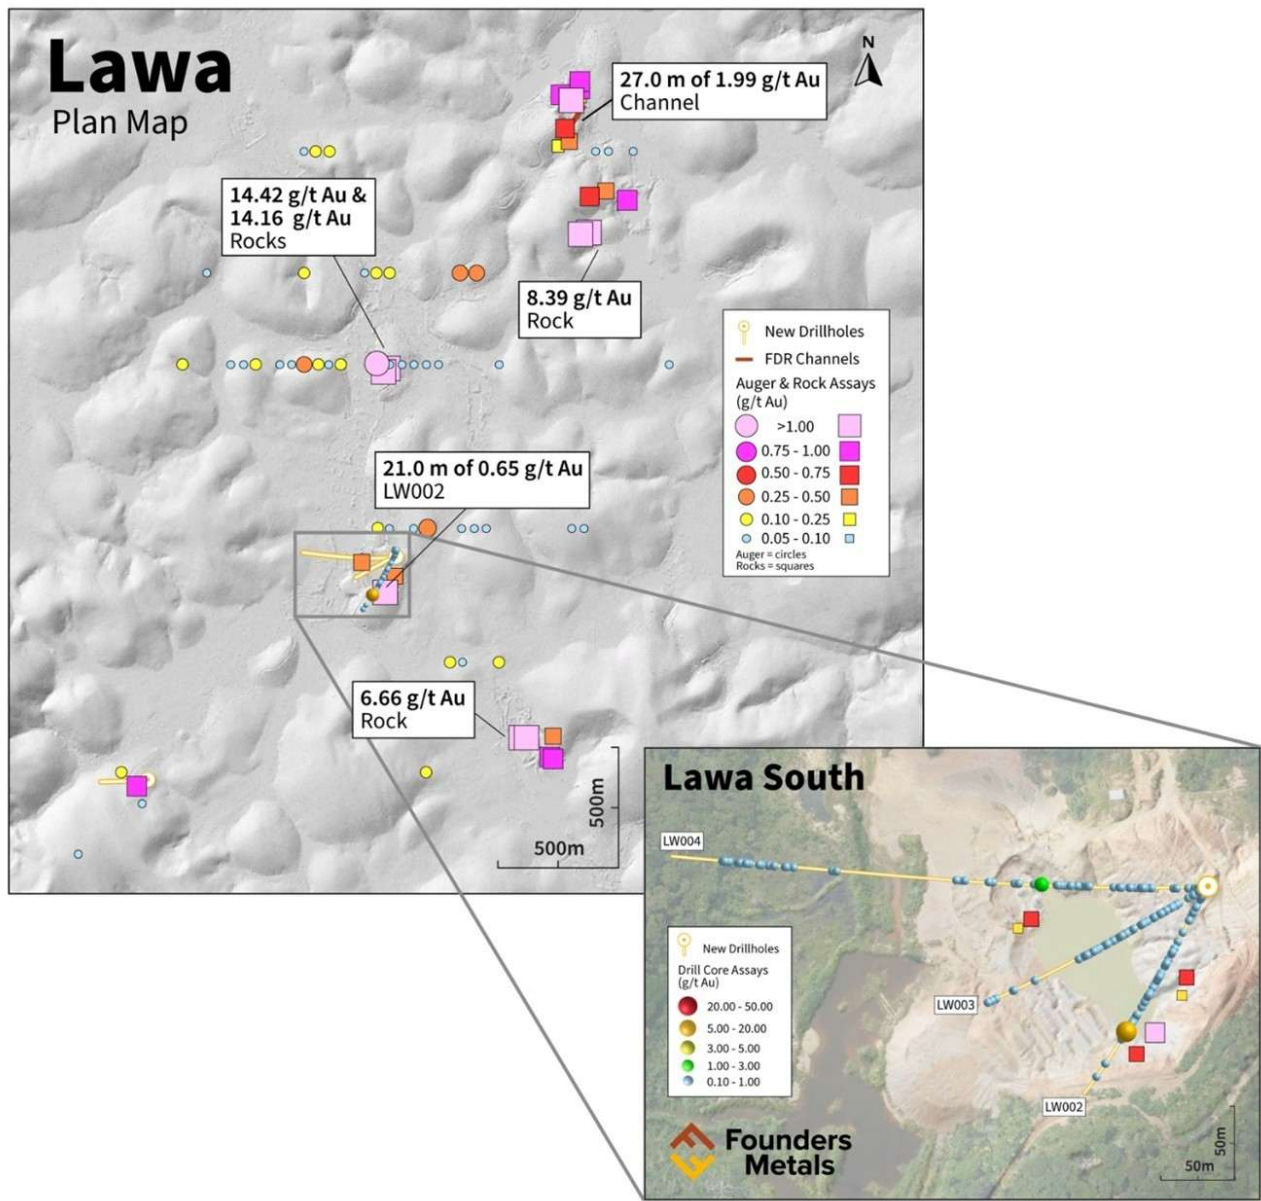 Lawa
Plan Map
N
27.0 m of 1.99 g/t Au
Channel
14.42 g/t Au &
14.16 g/t Au
Rocks
8.39 g/t Au
Rock
New Drillholes
FDR Channels
Auger & Rock Assays
(g/t Au)
>1.00
0.75 - 1.00
0.50 - 0.75
0.25 - 0.50
0.10 - 0.25
0.05 - 0.10
Auger = circles
Rocks = squares
21.0 m of 0.65 g/t Au
LW002
6.66 g/t Au
Rock
500m
500m
Lawa South
LW004
LW003
LW002
New Drillholes
Drill Core Assays
(g/t Au)
20.00 - 50.00
5.00 - 20.00
3.00 - 5.00
1.00 - 3.00
0.10 - 1.00
Founders
Metals
50m
50m